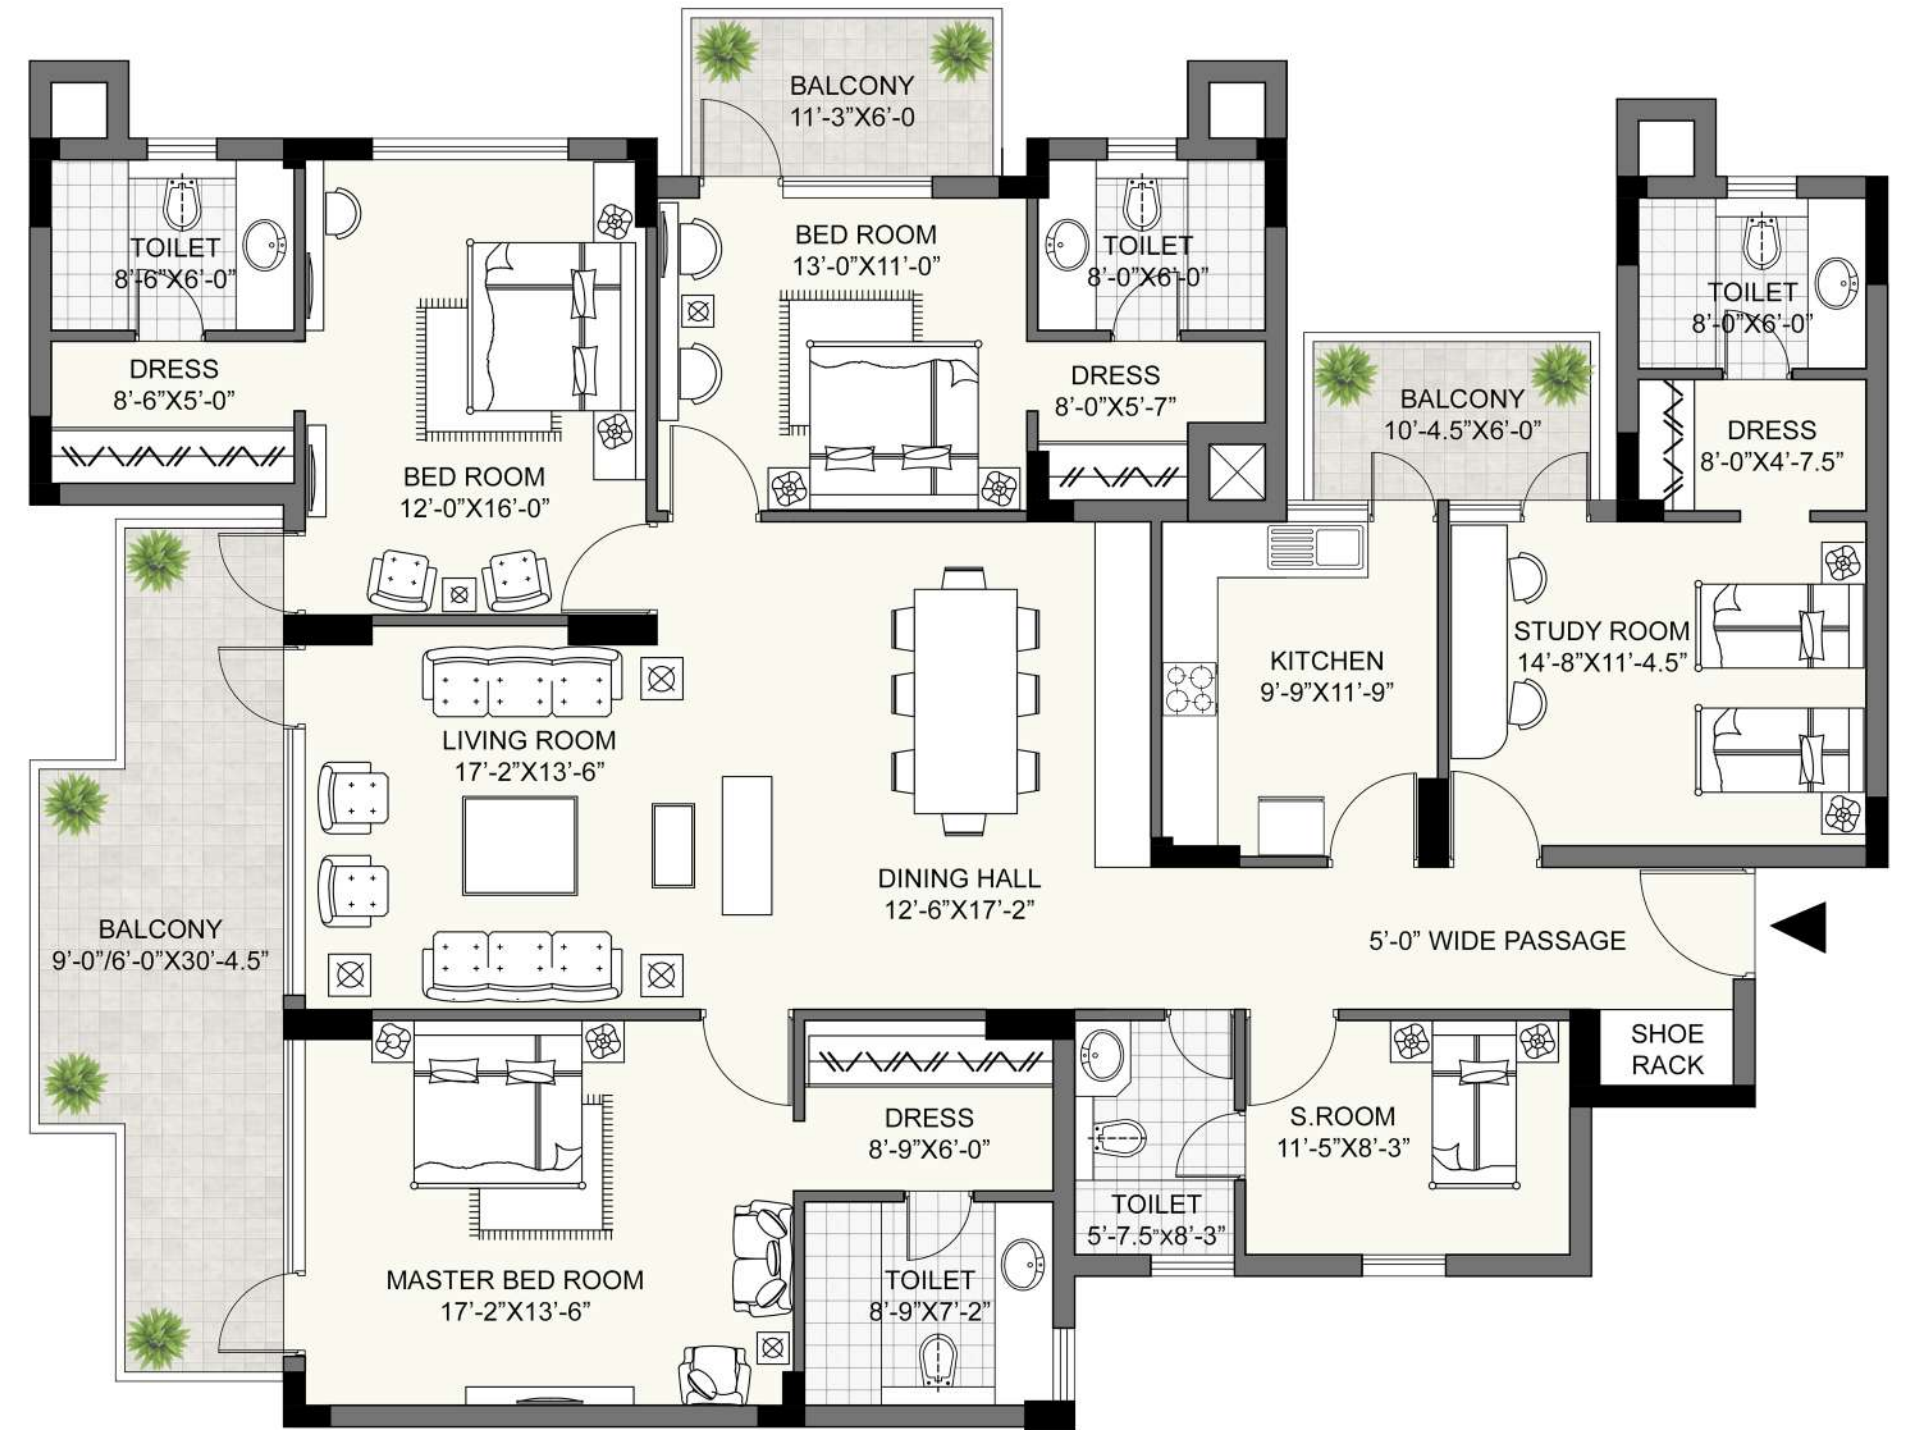 BALCONY
11’-3”X6’-0
TOILET
8’-6”X6’-0”
BED ROOM
13’-0”X11’-0”
TOILET
8’-0”X6’-0”
TOILET
8’-0”X6’-0”
DRESS
8’-6”X5’-0”
DRESS
8’-0”X5’-7”
BALCONY
10’-4.5”X6’-0”
DRESS
8’-0”X4’-7.5”
BED ROOM
12’-0”X16’-0”
STUDY ROOM
14’-8”X11’-4.5”
KITCHEN
9’-9”X11’-9”
LIVING ROOM
17’-2”X13’-6”
DINING HALL
12’-6”X17’-2”
BALCONY
9’-0”/6’-0”X30’-4.5”
5’-0” WIDE PASSAGE
SHOE
RACK
DRESS
8’-9”X6’-0”
S.ROOM
11’-5”X8’-3”
TOILET
5’-7.5”X8’-3”
MASTER BED ROOM
17’-2”X13’-6”
TOILET
8’-9”X7’-2”